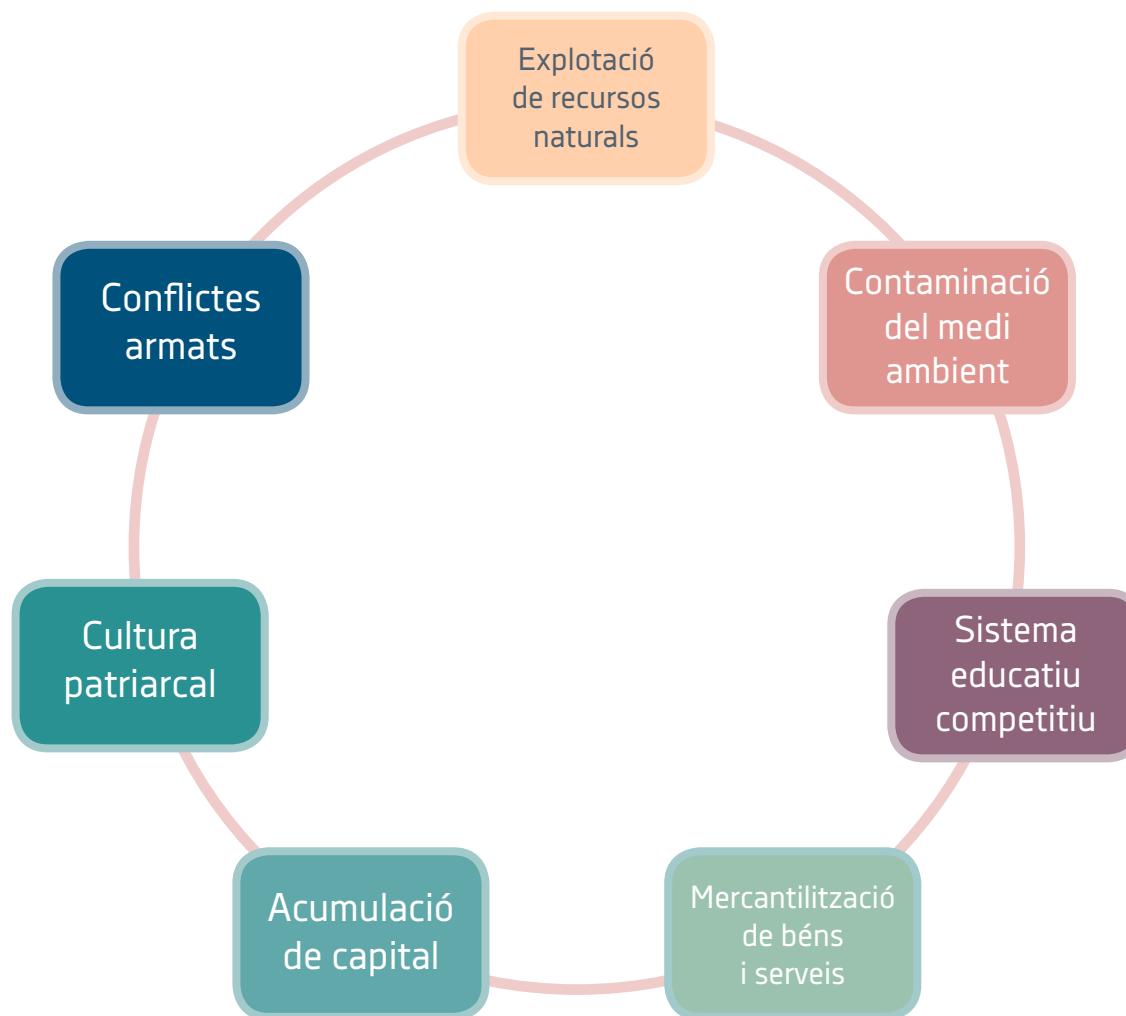 Explotació
de recursos
naturals
Contaminació
del medi
ambient
Sistema
educatiu
competitiu
Mercantilització
de béns
i serveis
Acumulació
de capital
Cultura
patriarcal
Conflictes
armats